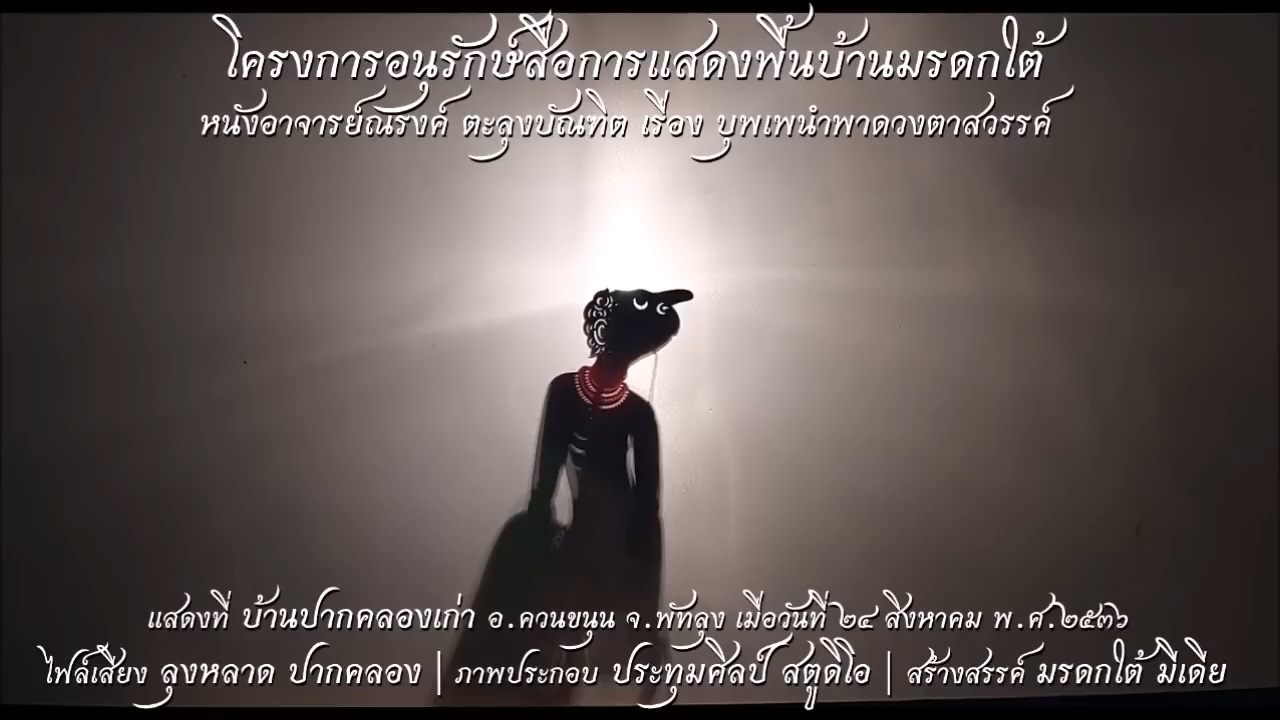 โครงการอนุรักษ์สื่อการแสดงพื้นบ้านมรดกใต้
หนังอาจารย์ณรงค์ ตะลุงบัณฑิต เรื่อง บุพเพนำพาดวงตาสวรรค์
แสดงที่ บ้านปากคลองเก่า อ.ควนขนุน จ.พัทลุง เมื่อวันที่ ๒๔ สิงหาคม พ.ศ.๒๕๓๖
ไฟล์เสียง ลุงหลาด ปากคลอง | ภาพประกอบ ประทุมศิลป์ สตูดิโอ | สร้างสรรค์ มรดกใต้ มีเดีย